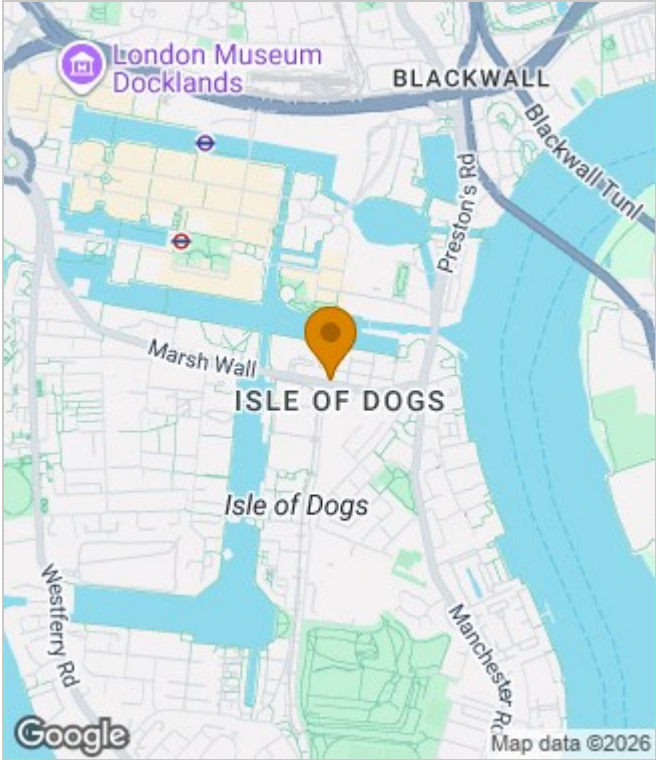 London Museum
Docklands
BLACKWALL
Blackwall Tunl
Preston's Rd
Marsh Wall
ISLE OF DOGS
Isle of Dogs
Westferry Rd
Manchester Rd
Google
Map data ©2026